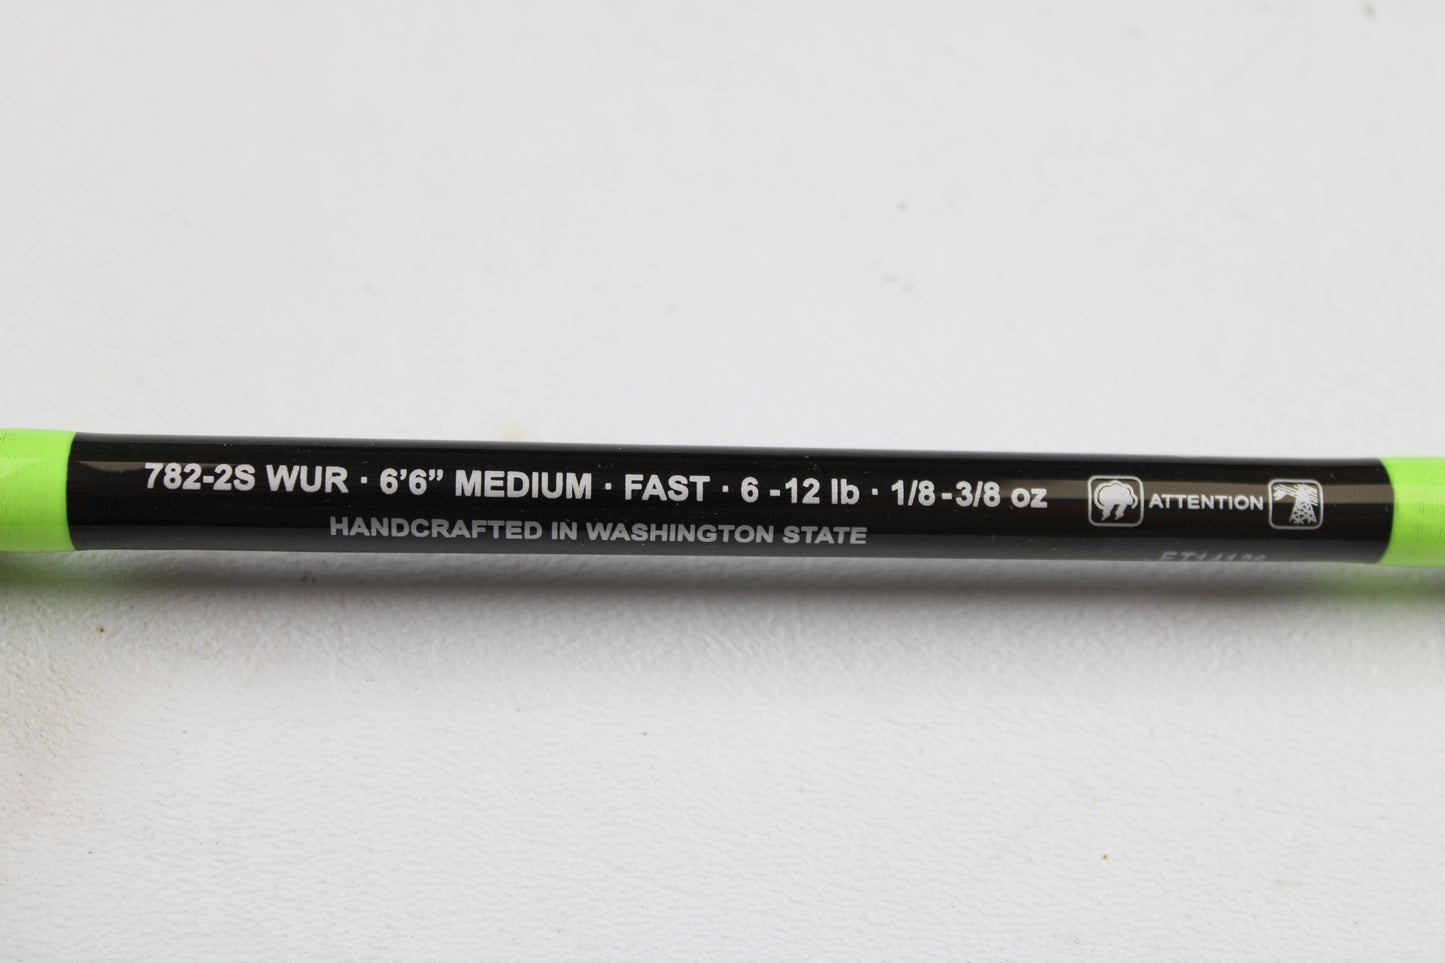 782-2S WUR · 6’6” MEDIUM · FAST · 6 -12 lb · 1/8 -3/8 oz
ATTENTION
HANDCRAFTED IN WASHINGTON STATE